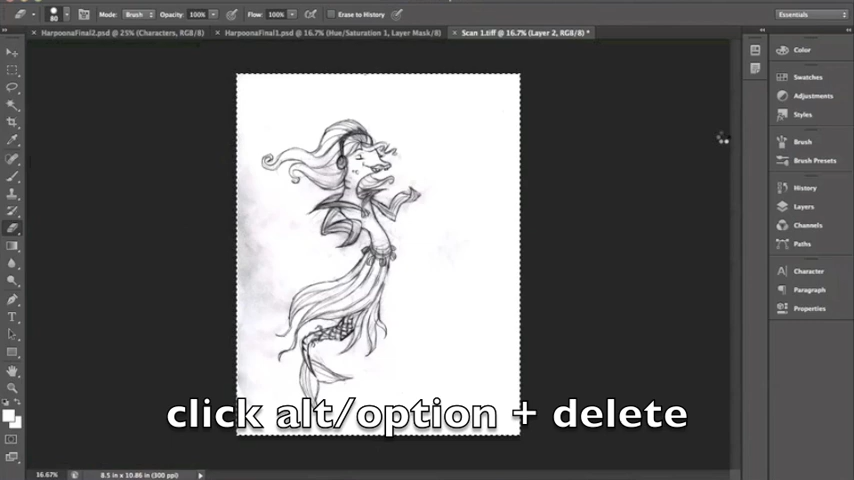 80 Mode: Brush Opacity: 100% Flow: 100% Erase to History Essentials
HarpoonaFinal2.psd @ 25% (Characters, RGB/8) HarpoonaFinal1.psd @ 16.7% (Hue/Saturation 1, Layer Mask/8) Scan 1.tiff @ 16.7% (Layer 2, RGB/8) *
Color
Swatches
Adjustments
Styles
Brush
Brush Presets
History
Layers
Channels
Paths
Character
Paragraph
Properties
click alt/option + delete
16.67% 8.5 in x 10.86 in (300 ppi)